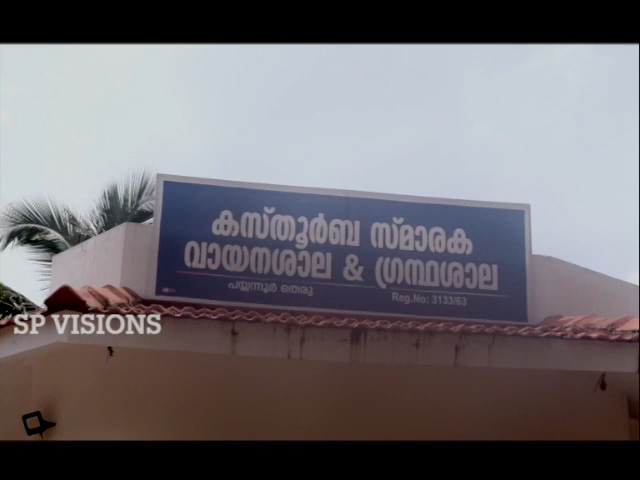 കസ്തൂർബ സ്മാരക
വായനശാല & ഗ്രന്ഥശാല
പയ്യന്നൂർ തെരു
Reg.No: 3133/63
SP VISIONS